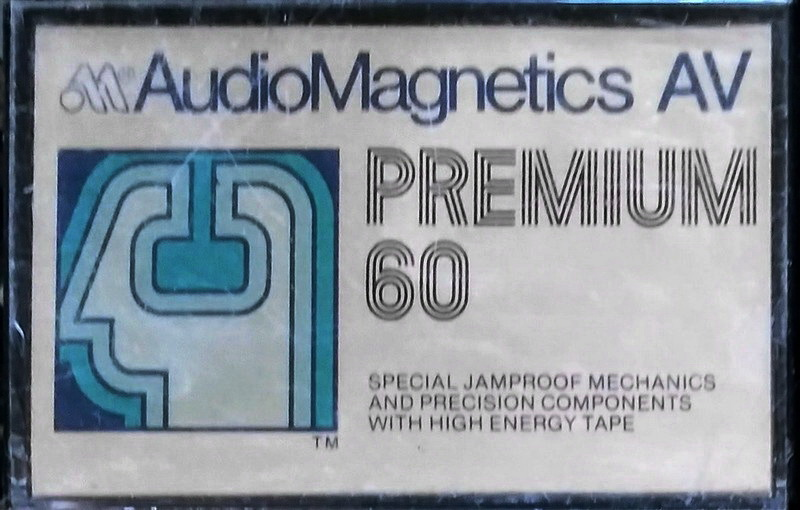 AudioMagnetics AV
PREMIUM
60
SPECIAL JAMPROOF MECHANICS
AND PRECISION COMPONENTS
WITH HIGH ENERGY TAPE
TM